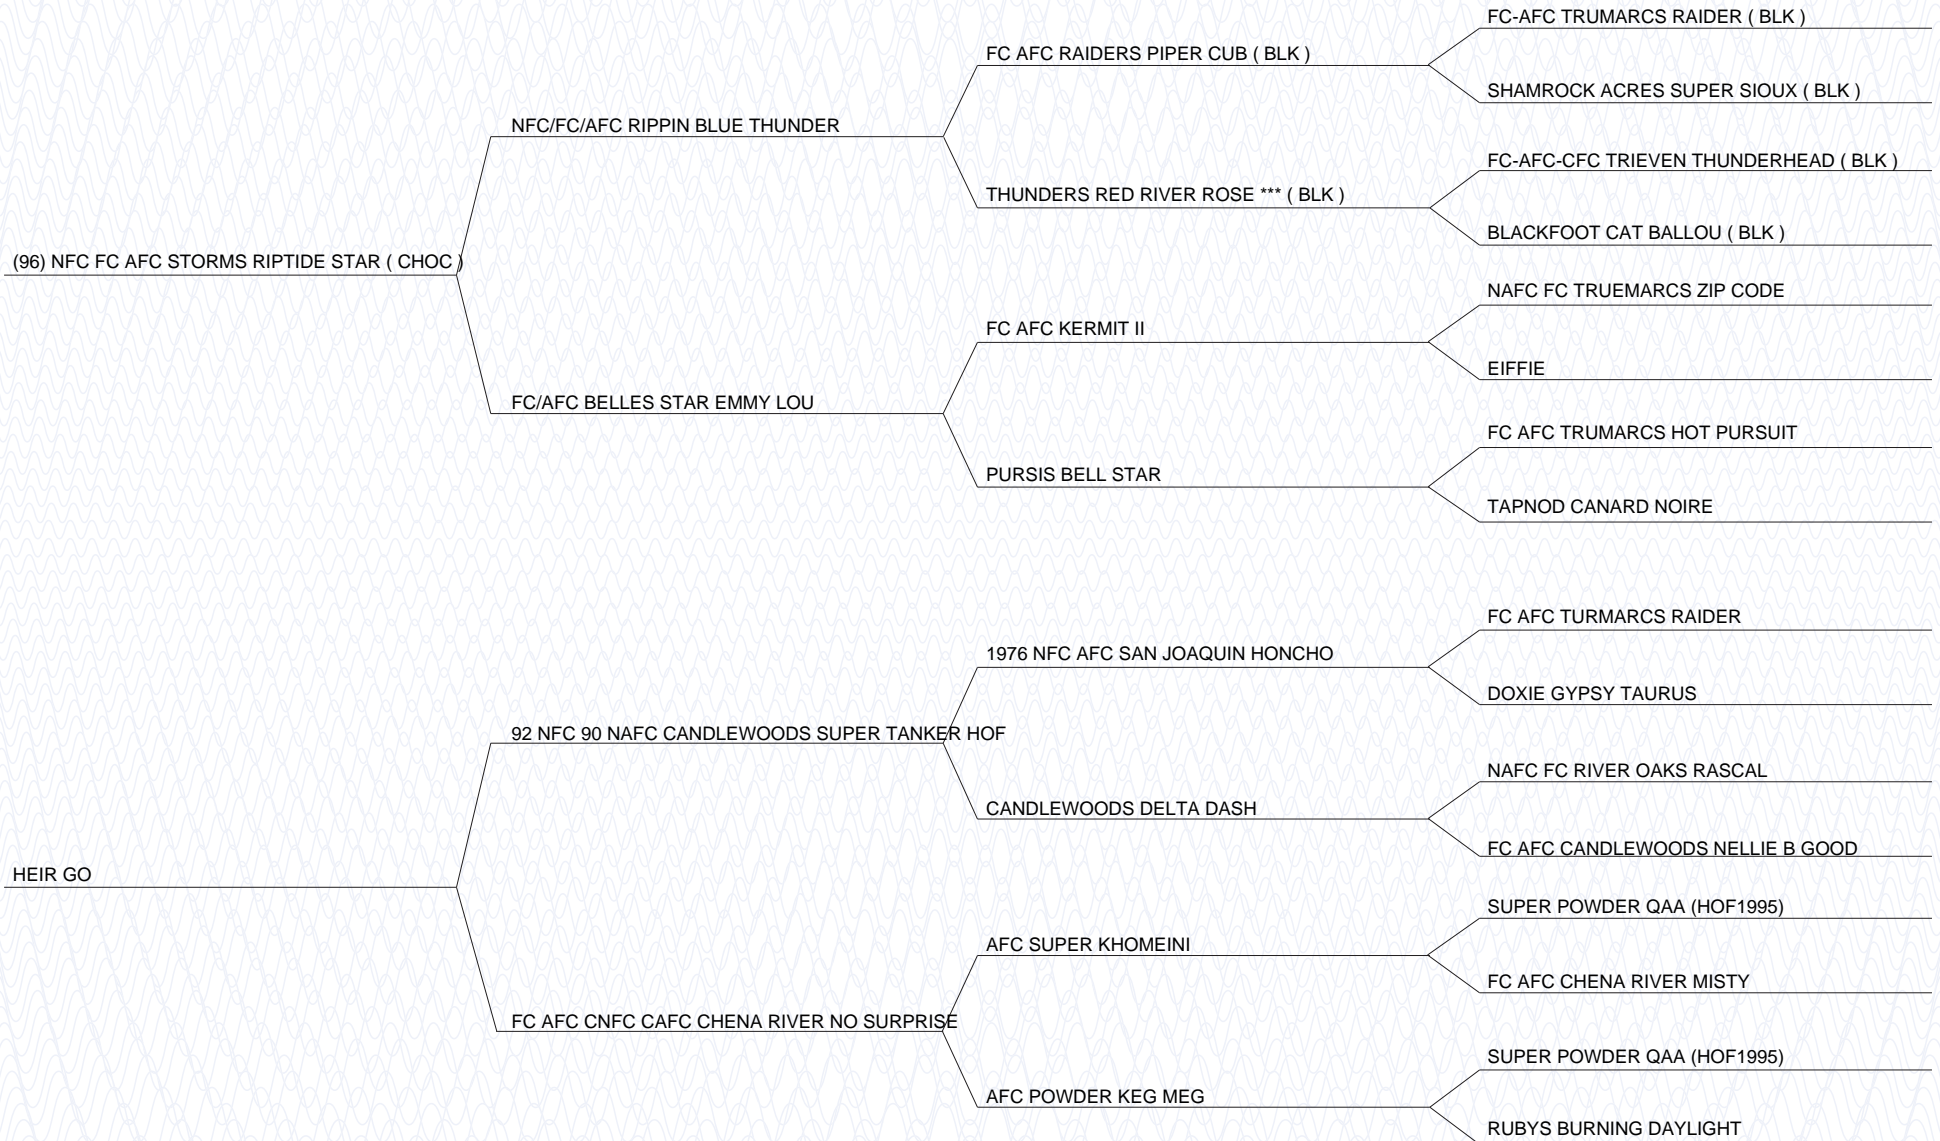 FC-AFC TRUMARCS RAIDER ( BLK )
FC AFC RAIDERS PIPER CUB ( BLK )
SHAMROCK ACRES SUPER SIOUX ( BLK )
NFC/FC/AFC RIPPIN BLUE THUNDER
FC-AFC-CFC TRIEVEN THUNDERHEAD ( BLK )
THUNDERS RED RIVER ROSE *** ( BLK )
BLACKFOOT CAT BALLOU ( BLK )
(96) NFC FC AFC STORMS RIPTIDE STAR ( CHOC )
NAFC FC TRUEMARCS ZIP CODE
FC AFC KERMIT II
EIFFIE
FC/AFC BELLES STAR EMMY LOU
FC AFC TRUMARCS HOT PURSUIT
PURSIS BELL STAR
TAPNOD CANARD NOIRE
FC AFC TURMARCS RAIDER
1976 NFC AFC SAN JOAQUIN HONCHO
DOXIE GYPSY TAURUS
92 NFC 90 NAFC CANDLEWOODS SUPER TANKER HOF
NAFC FC RIVER OAKS RASCAL
CANDLEWOODS DELTA DASH
FC AFC CANDLEWOODS NELLIE B GOOD
HEIR GO
SUPER POWDER QAA (HOF1995)
AFC SUPER KHOMEINI
FC AFC CHENA RIVER MISTY
FC AFC CNFC CAFC CHENA RIVER NO SURPRISE
SUPER POWDER QAA (HOF1995)
AFC POWDER KEG MEG
RUBYS BURNING DAYLIGHT